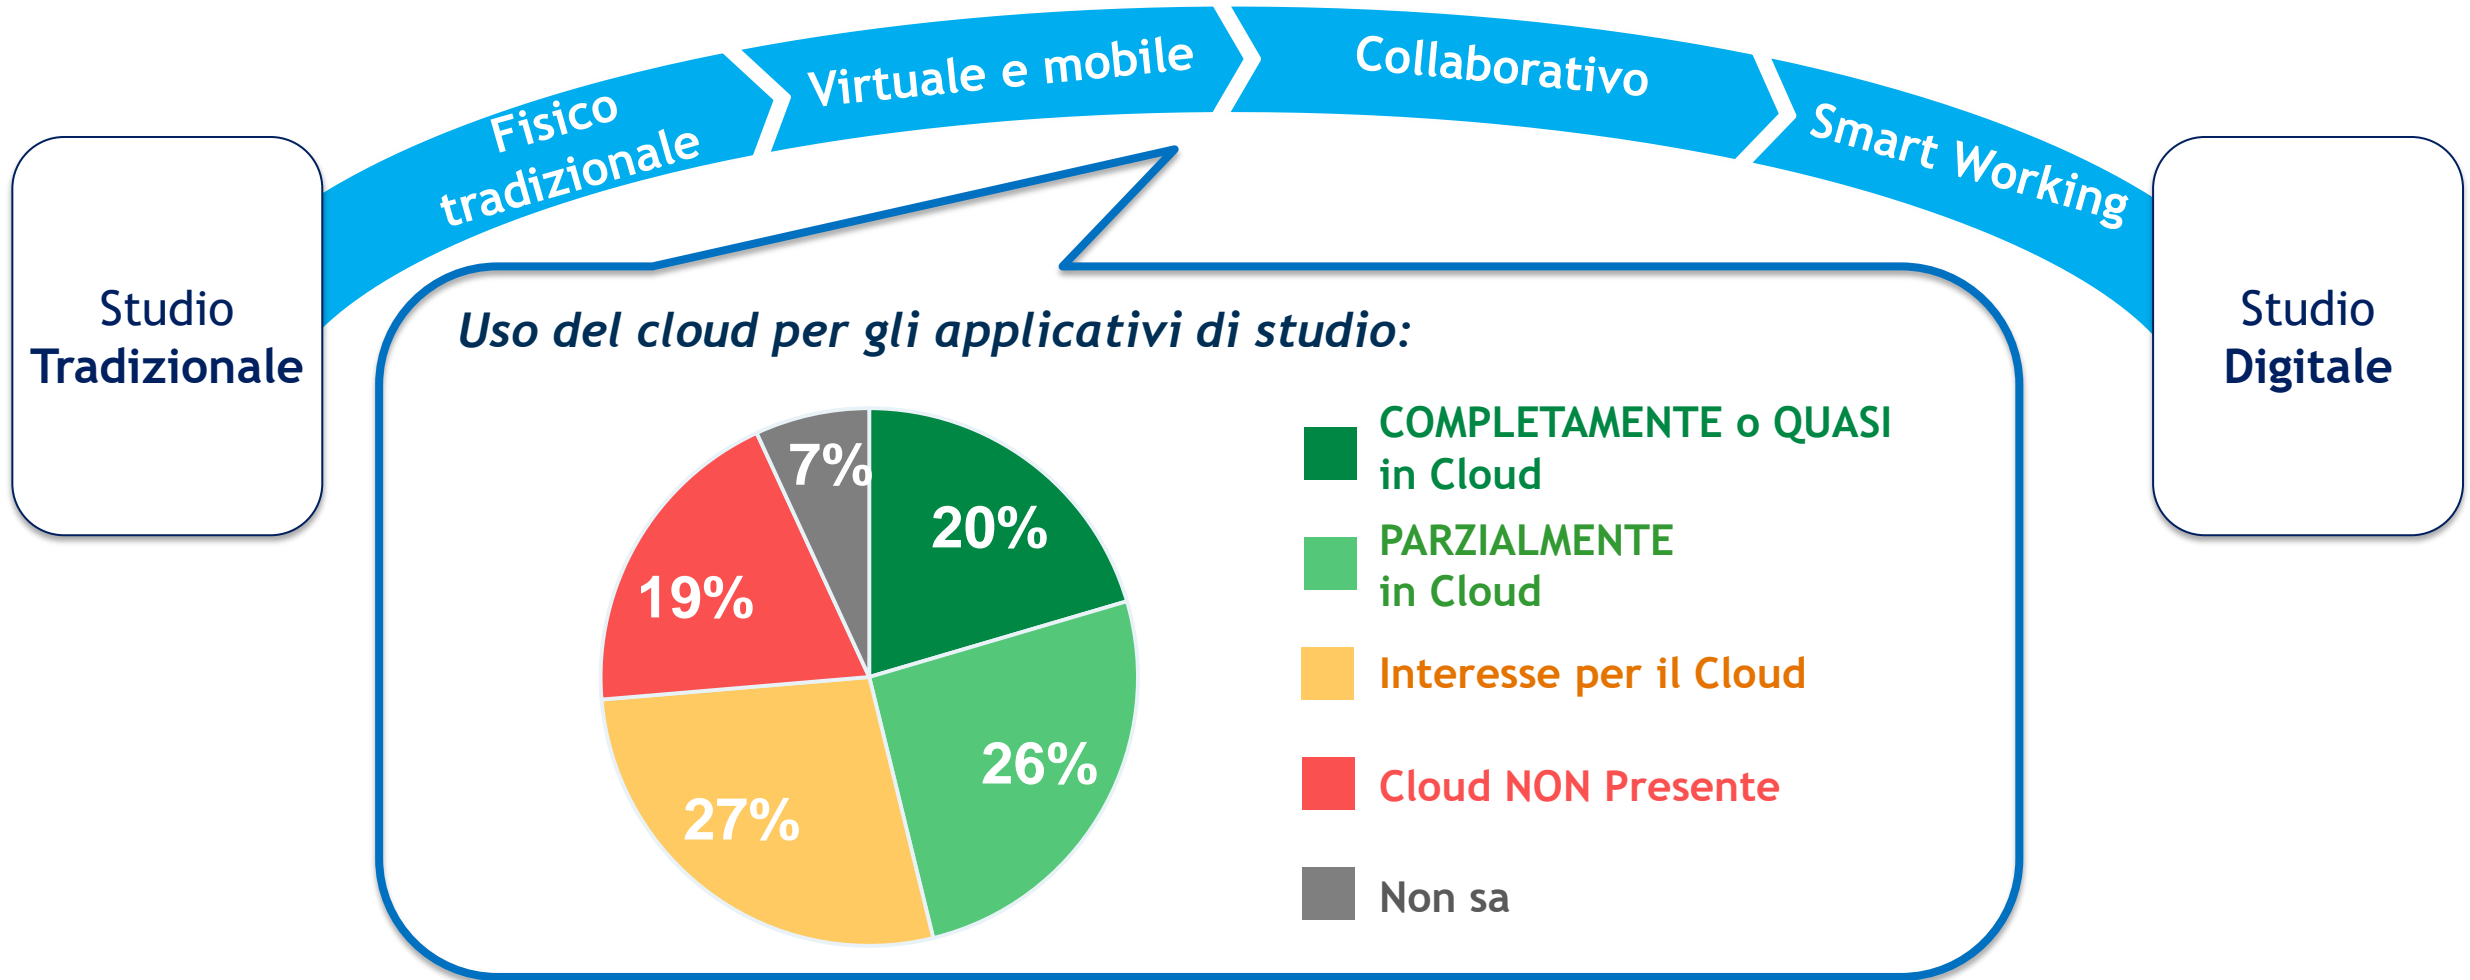 Fisico
tradizionale
Virtuale e mobile
Collaborativo
Smart Working
Studio
Tradizionale
Studio
Digitale
Uso del cloud per gli applicativi di studio:
7%
20%
19%
26%
27%
COMPLETAMENTE o QUASI
in Cloud
PARZIALMENTE
in Cloud
Interesse per il Cloud
Cloud NON Presente
Non sa